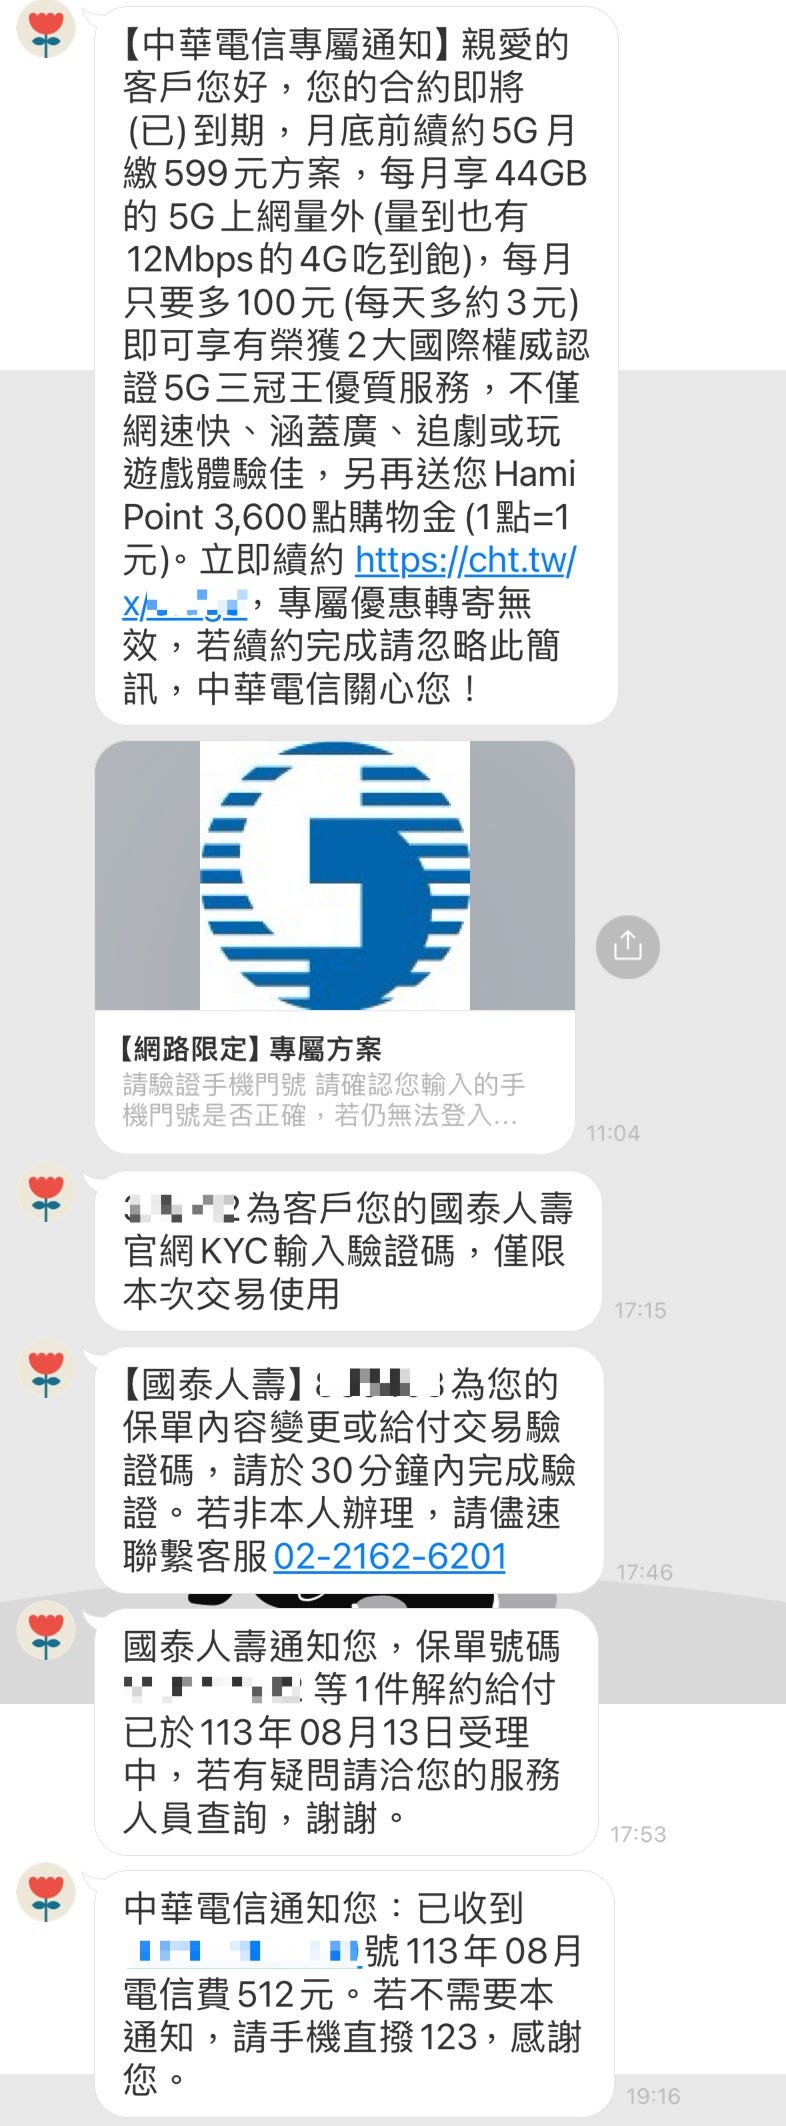 【中華電信專屬通知】親愛的
客戶您好，您的合約即將
(已)到期，月底前續約5G月
繳599元方案，每月享44GB
的 5G上網量外(量到也有
12Mbps的4G吃到飽)，每月
只要多100元(每天多約3元)
即可享有榮獲2大國際權威認
證5G三冠王優質服務，不僅
網速快、涵蓋廣、追劇或玩
遊戲體驗佳，另再送您Hami
Point 3,600點購物金(1點=1
元)。立即續約 https://cht.tw/
x/，專屬優惠轉寄無
效，若續約完成請忽略此簡
訊，中華電信關心您！
【網路限定】專屬方案
請驗證手機門號 請確認您輸入的手
機門號是否正確，若仍無法登入...
11:04
為客戶您的國泰人壽
官網KYC輸入驗證碼，僅限
本次交易使用
17:15
【國泰人壽】為您的
保單內容變更或給付交易驗
證碼，請於30分鐘內完成驗
證。若非本人辦理，請儘速
聯繫客服02-2162-6201
17:46
國泰人壽通知您，保單號碼
等1件解約給付
已於113年08月13日受理
中，若有疑問請洽您的服務
人員查詢，謝謝。
17:53
中華電信通知您：已收到
號113年08月
電信費512元。若不需要本
通知，請手機直撥123，感謝
您。
19:16